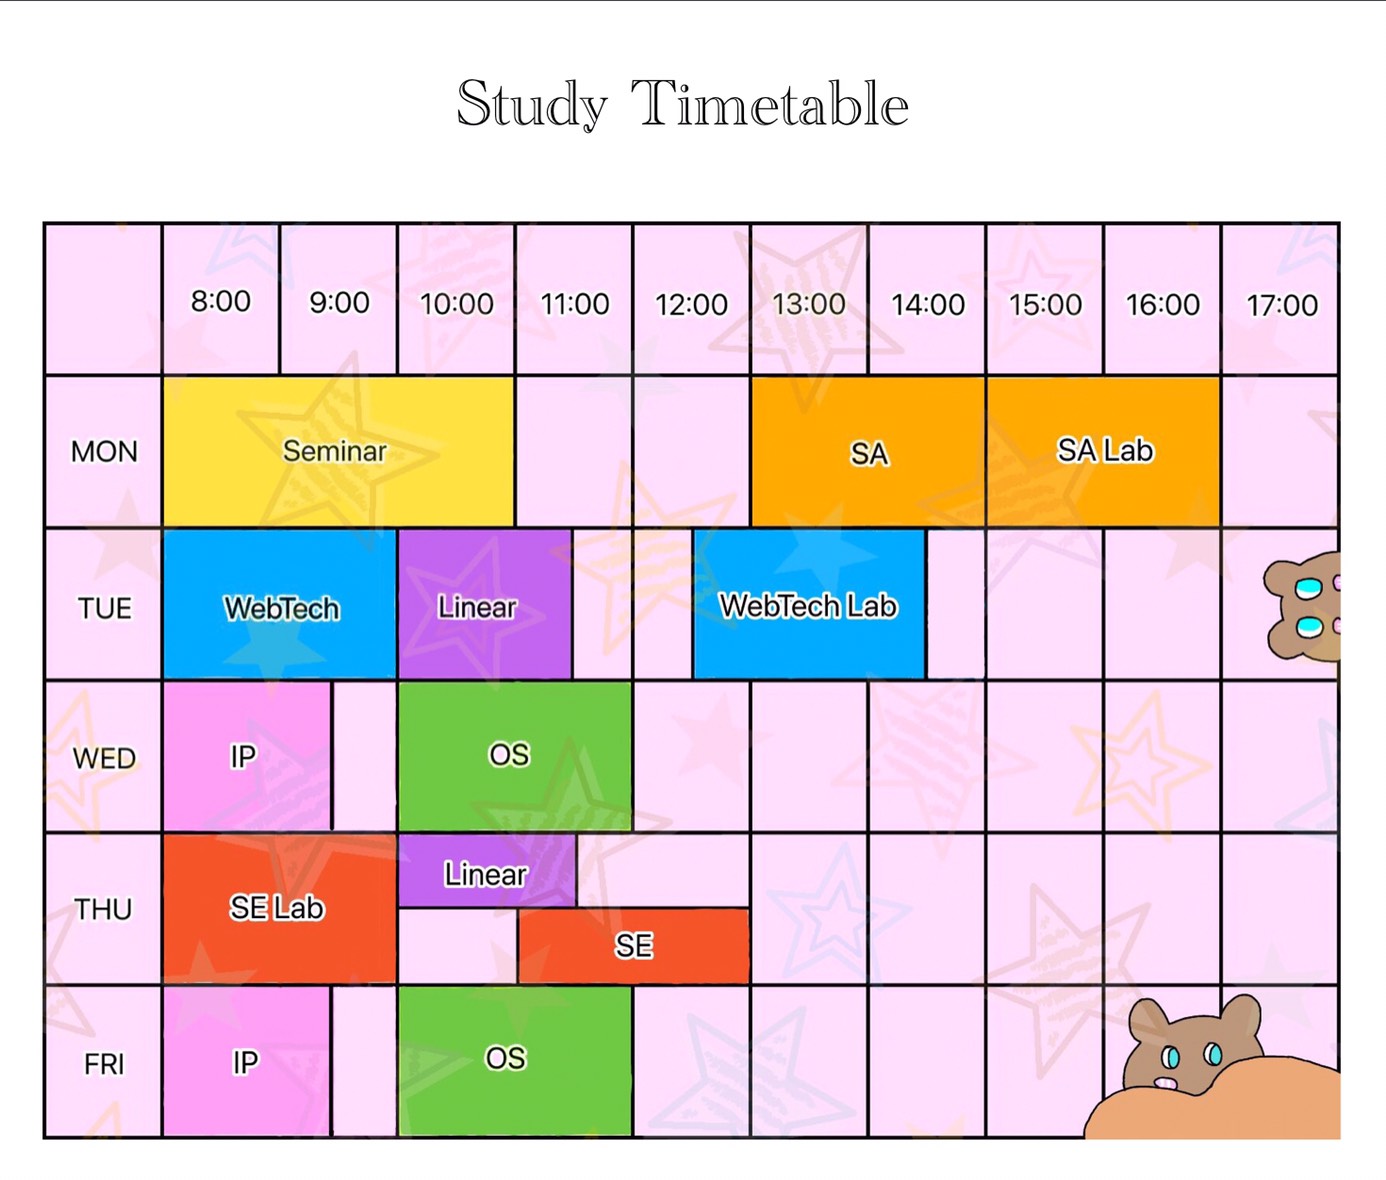 Study Timetable
8:00 9:00 10:00 11:00 12:00 13:00 14:00 15:00 16:00 17:00
MON Seminar SA SA Lab
TUE WebTech Linear WebTech Lab
WED IP OS
THU SE Lab Linear SE
FRI IP OS